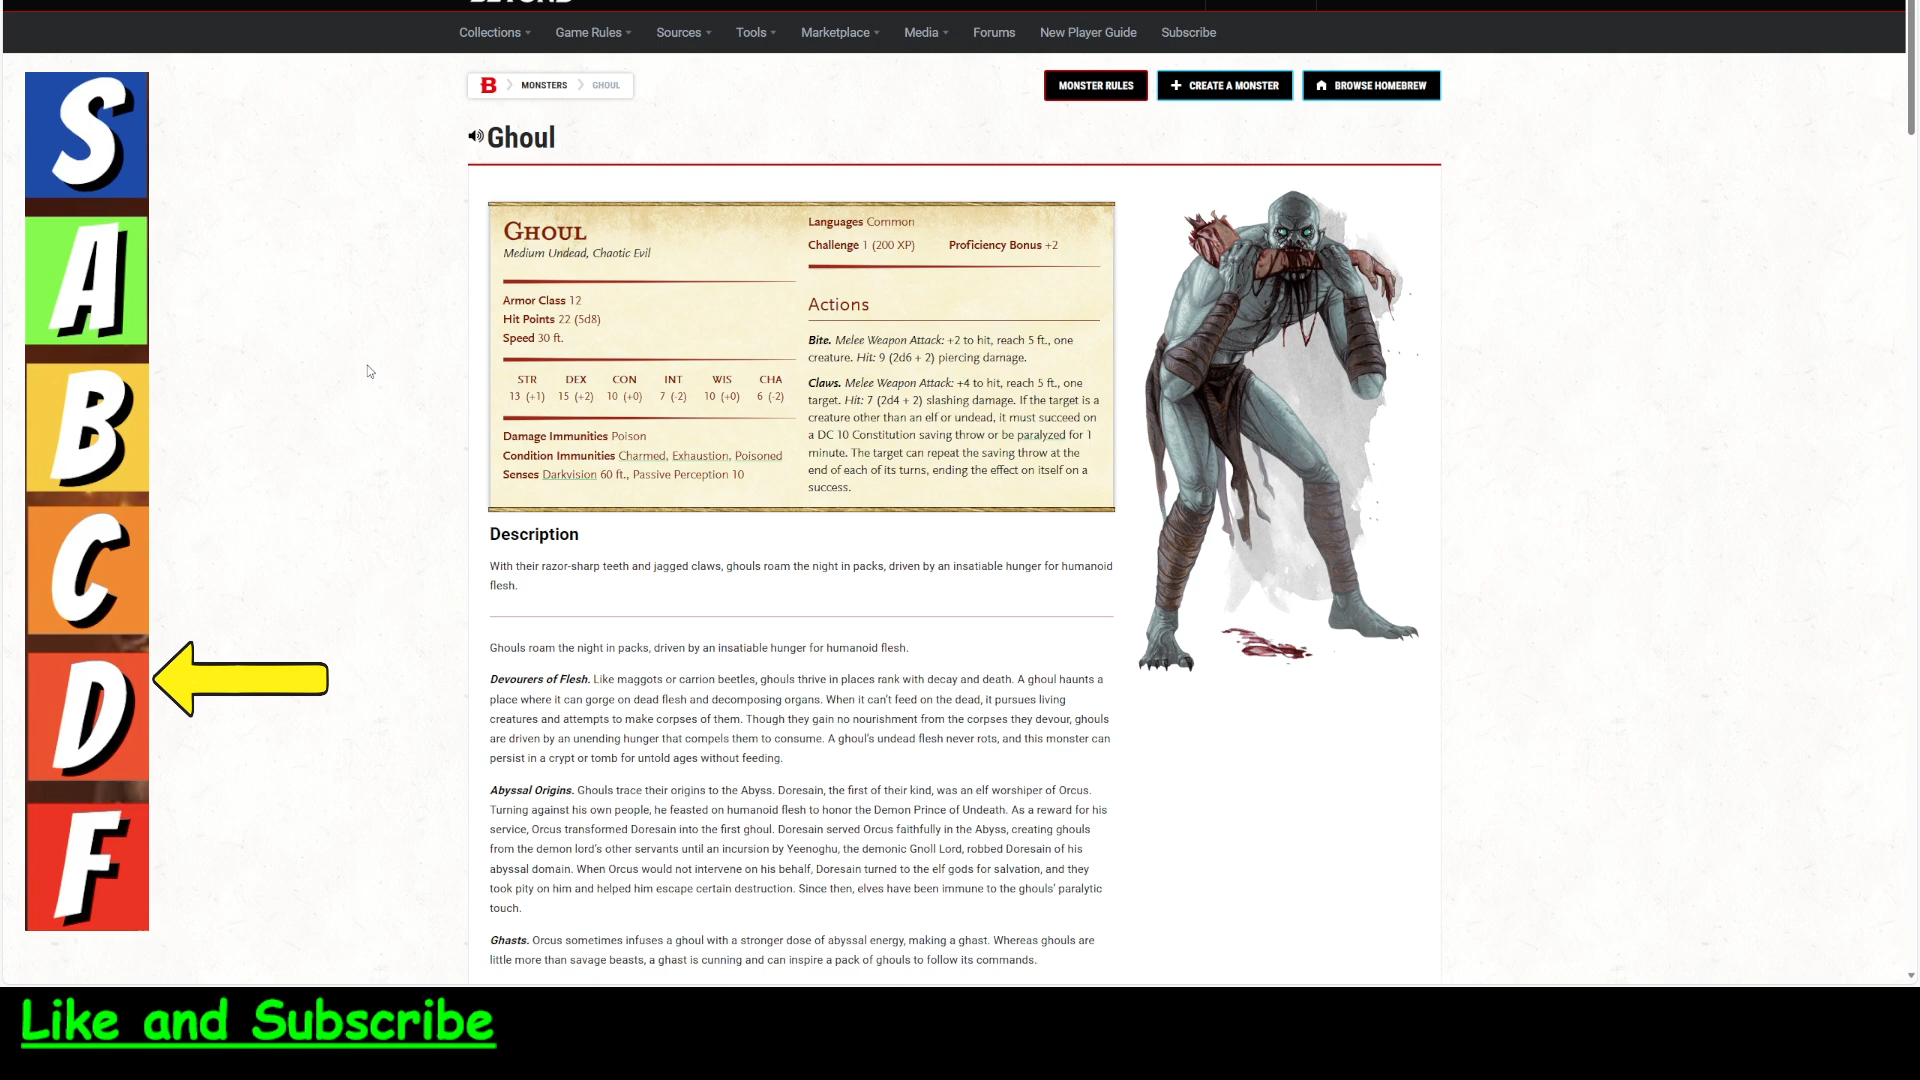 BEYOND
Collections Game Rules Sources Tools Marketplace Media Forums New Player Guide Subscribe
S
A
B
C
D
F
B MONSTERS GHOUL
MONSTER RULES
CREATE A MONSTER
BROWSE HOMEBREW
Ghoul
GHOUL
Medium Undead, Chaotic Evil
Armor Class 12
Hit Points 22 (5d8)
Speed 30 ft.
STR DEX CON INT WIS CHA
13 (+1) 15 (+2) 10 (+0) 7 (-2) 10 (+0) 6 (-2)
Damage Immunities Poison
Condition Immunities Charmed, Exhaustion, Poisoned
Senses Darkvision 60 ft., Passive Perception 10
Languages Common
Challenge 1 (200 XP) Proficiency Bonus +2
Actions
Bite. Melee Weapon Attack: +2 to hit, reach 5 ft., one
creature. Hit: 9 (2d6 + 2) piercing damage.
Claws. Melee Weapon Attack: +4 to hit, reach 5 ft., one
target. Hit: 7 (2d4 + 2) slashing damage. If the target is a
creature other than an elf or undead, it must succeed on
a DC 10 Constitution saving throw or be paralyzed for 1
minute. The target can repeat the saving throw at the
end of each of its turns, ending the effect on itself on a
success.
Description
With their razor-sharp teeth and jagged claws, ghouls roam the night in packs, driven by an insatiable hunger for humanoid
flesh.
Ghouls roam the night in packs, driven by an insatiable hunger for humanoid flesh.
Devourers of Flesh. Like maggots or carrion beetles, ghouls thrive in places rank with decay and death. A ghoul haunts a
place where it can gorge on dead flesh and decomposing organs. When it can't feed on the dead, it pursues living
creatures and attempts to make corpses of them. Though they gain no nourishment from the corpses they devour, ghouls
are driven by an unending hunger that compels them to consume. A ghoul's undead flesh never rots, and this monster can
persist in a crypt or tomb for untold ages without feeding.
Abyssal Origins. Ghouls trace their origins to the Abyss. Doresain, the first of their kind, was an elf worshiper of Orcus.
Turning against his own people, he feasted on humanoid flesh to honor the Demon Prince of Undeath. As a reward for his
service, Orcus transformed Doresain into the first ghoul. Doresain served Orcus faithfully in the Abyss, creating ghouls
from the demon lord's other servants until an incursion by Yeenoghu, the demonic Gnoll Lord, robbed Doresain of his
abyssal domain. When Orcus would not intervene on his behalf, Doresain turned to the elf gods for salvation, and they
took pity on him and helped him escape certain destruction. Since then, elves have been immune to the ghouls' paralytic
touch.
Ghasts. Orcus sometimes infuses a ghoul with a stronger dose of abyssal energy, making a ghast. Whereas ghouls are
little more than savage beasts, a ghast is cunning and can inspire a pack of ghouls to follow its commands.
Like and Subscribe